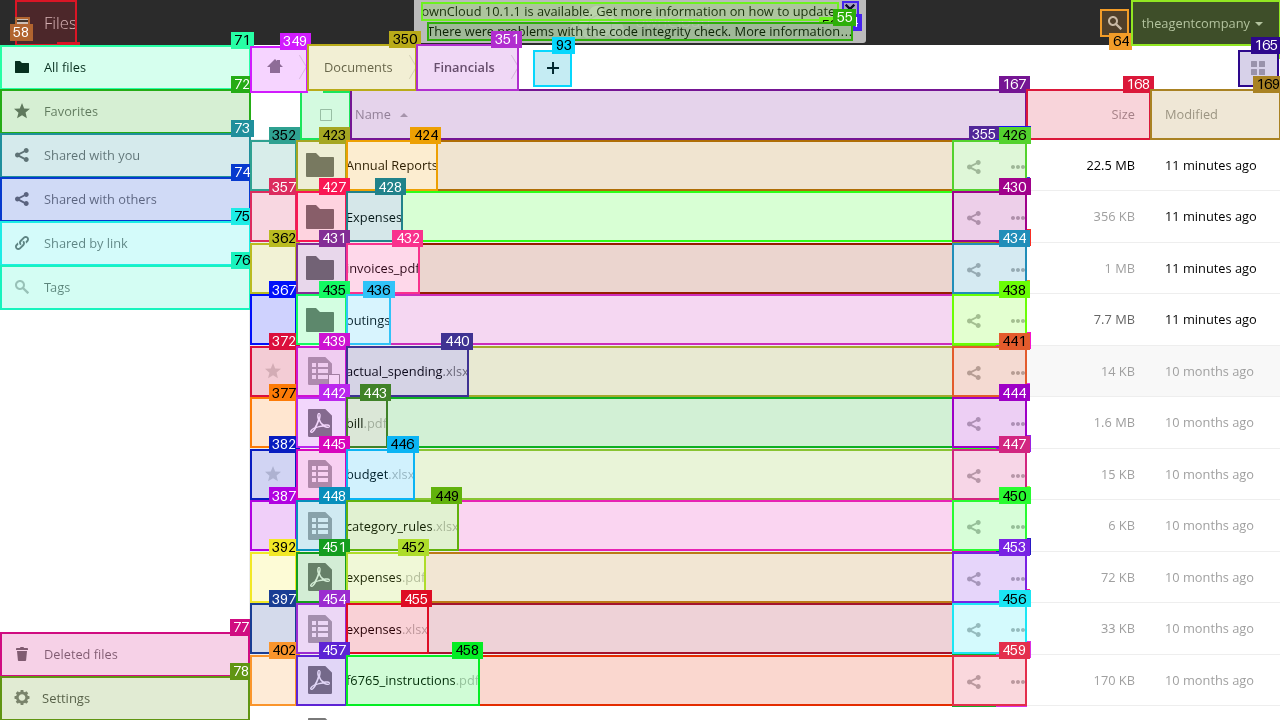 ownCloud 10.1.1 is available. Get more information on how to update.
There were problems with the code integrity check. More information...
55
58
Files
64
theagentcompany
71
All files
349
350
Documents
351
Financials
93
+
165
72
Favorites
167
Name
168
Size
169
Modified
73
Shared with you
352
423
424
Annual Reports
355
426
22.5 MB
11 minutes ago
74
Shared with others
357
427
428
Expenses
430
356 KB
11 minutes ago
75
Shared by link
362
431
432
invoices_pdf
434
1 MB
11 minutes ago
76
Tags
367
435
436
outings
438
7.7 MB
11 minutes ago
372
439
440
actual_spending.xlsx
441
14 KB
10 months ago
377
442
443
bill.pdf
444
1.6 MB
10 months ago
382
445
446
budget.xlsx
447
15 KB
10 months ago
387
448
449
category_rules.xlsx
450
6 KB
10 months ago
392
451
452
expenses.pdf
453
72 KB
10 months ago
397
454
455
expenses.xlsx
456
33 KB
10 months ago
77
Deleted files
402
457
458
f6765_instructions.pdf
459
170 KB
10 months ago
78
Settings